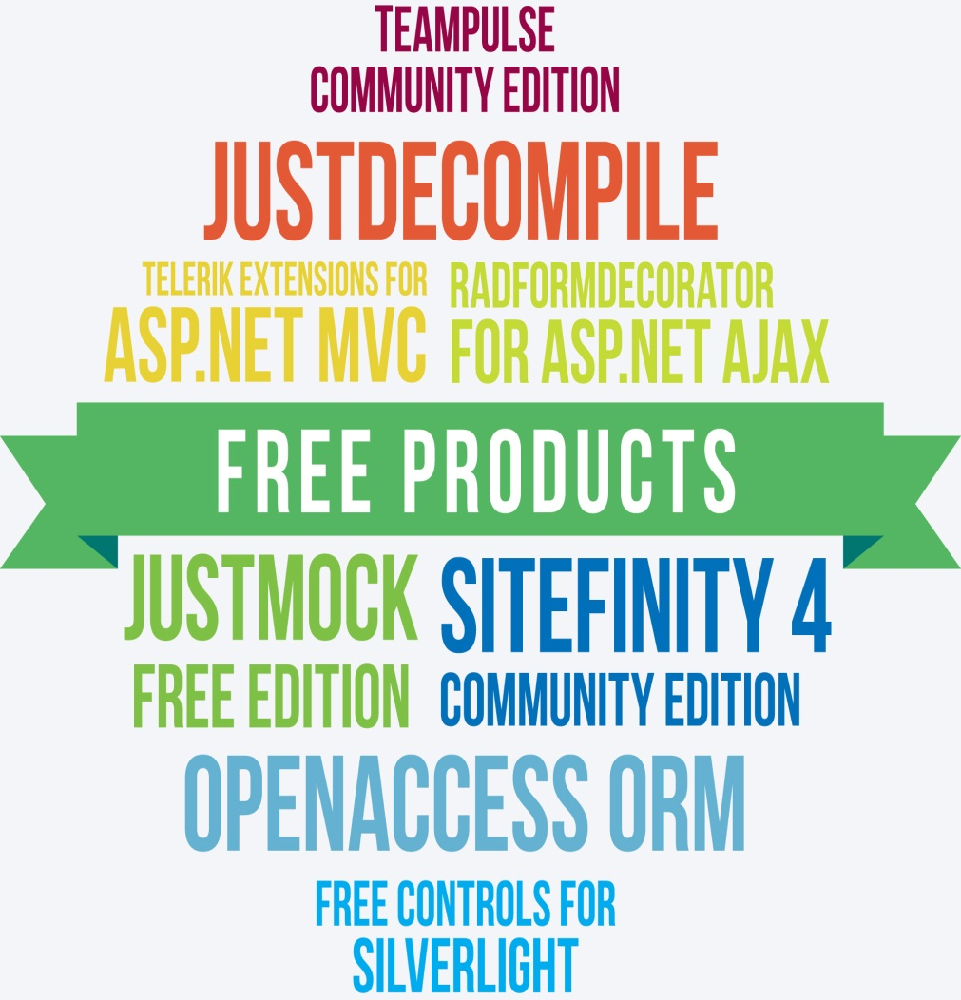 TEAMPULSE
COMMUNITY EDITION
JUSTDECOMPILE
TELERIK EXTENSIONS FOR
ASP.NET MVC
RADFORMDECORATOR
FOR ASP.NET AJAX
FREE PRODUCTS
JUSTMOCK
FREE EDITION
SITEFINITY 4
COMMUNITY EDITION
OPENACCESS ORM
FREE CONTROLS FOR
SILVERLIGHT